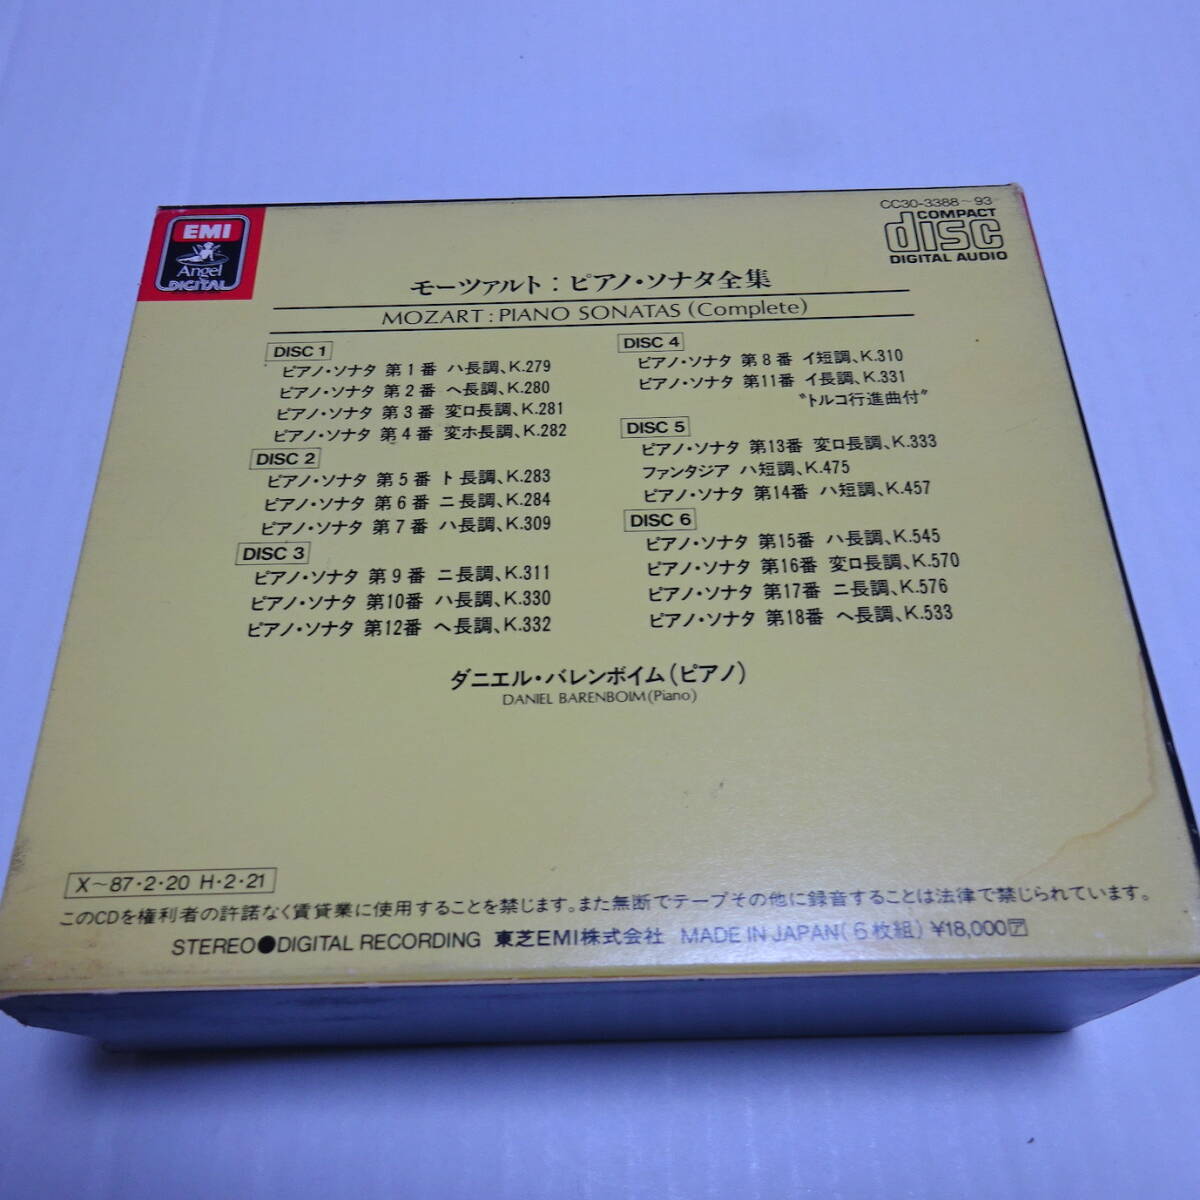 EMI
Angel
DIGITAL
CC30-3388~93
COMPACT
disc
DIGITAL AUDIO
モーツァルト：ピアノ・ソナタ全集
MOZART : PIANO SONATAS (Complete)
DISC 1
ピアノ・ソナタ 第1番 ハ長調、K.279
ピアノ・ソナタ 第2番 ヘ長調、K.280
ピアノ・ソナタ 第3番 変ロ長調、K.281
ピアノ・ソナタ 第4番 変ホ長調、K.282
DISC 2
ピアノ・ソナタ 第5番 ト長調、K.283
ピアノ・ソナタ 第6番 ニ長調、K.284
ピアノ・ソナタ 第7番 ハ長調、K.309
DISC 3
ピアノ・ソナタ 第9番 ニ長調、K.311
ピアノ・ソナタ 第10番 ハ長調、K.330
ピアノ・ソナタ 第12番 ヘ長調、K.332
DISC 4
ピアノ・ソナタ 第8番 イ短調、K.310
ピアノ・ソナタ 第11番 イ長調、K.331
〝トルコ行進曲付〟
DISC 5
ピアノ・ソナタ 第13番 変ロ長調、K.333
ファンタジア ハ短調、K.475
ピアノ・ソナタ 第14番 ハ短調、K.457
DISC 6
ピアノ・ソナタ 第15番 ハ長調、K.545
ピアノ・ソナタ 第16番 変ロ長調、K.570
ピアノ・ソナタ 第17番 ニ長調、K.576
ピアノ・ソナタ 第18番 ヘ長調、K.533
ダニエル・バレンボイム(ピアノ)
DANIEL BARENBOIM (Piano)
X~87・2・20 H・2・21
このCDを権利者の許諾なく賃貸業に使用することを禁じます。また無断でテープその他に録音することは法律で禁じられています。
STEREO●DIGITAL RECORDING 東芝EMI株式会社 MADE IN JAPAN(6枚組) ¥18,000ア